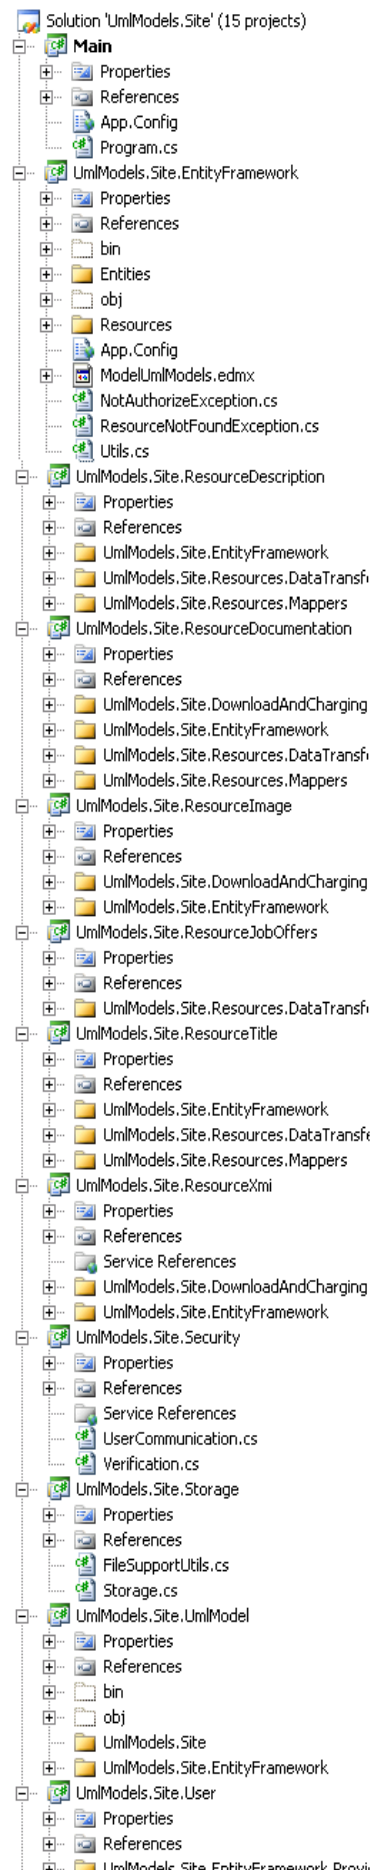 Solution 'UmlModels.Site' (15 projects)
Main
Properties
References
App.Config
Program.cs
UmlModels.Site.EntityFramework
Properties
References
bin
Entities
obj
Resources
App.Config
ModelUmlModels.edmx
NotAuthorizeException.cs
ResourceNotFoundException.cs
Utils.cs
UmlModels.Site.ResourceDescription
Properties
References
UmlModels.Site.EntityFramework
UmlModels.Site.Resources.DataTransf
UmlModels.Site.Resources.Mappers
UmlModels.Site.ResourceDocumentation
Properties
References
UmlModels.Site.DownloadAndCharging
UmlModels.Site.EntityFramework
UmlModels.Site.Resources.DataTransf
UmlModels.Site.Resources.Mappers
UmlModels.Site.ResourceImage
Properties
References
UmlModels.Site.DownloadAndCharging
UmlModels.Site.EntityFramework
UmlModels.Site.ResourceJobOffers
Properties
References
UmlModels.Site.Resources.DataTransf
UmlModels.Site.ResourceTitle
Properties
References
UmlModels.Site.EntityFramework
UmlModels.Site.Resources.DataTransfe
UmlModels.Site.Resources.Mappers
UmlModels.Site.ResourceXmi
Properties
References
Service References
UmlModels.Site.DownloadAndCharging
UmlModels.Site.EntityFramework
UmlModels.Site.Security
Properties
References
Service References
UserCommunication.cs
Verification.cs
UmlModels.Site.Storage
Properties
References
FileSupportUtils.cs
Storage.cs
UmlModels.Site.UmlModel
Properties
References
bin
obj
UmlModels.Site
UmlModels.Site.EntityFramework
UmlModels.Site.User
Properties
References
UmlModels.Site.EntityFramework.Provi